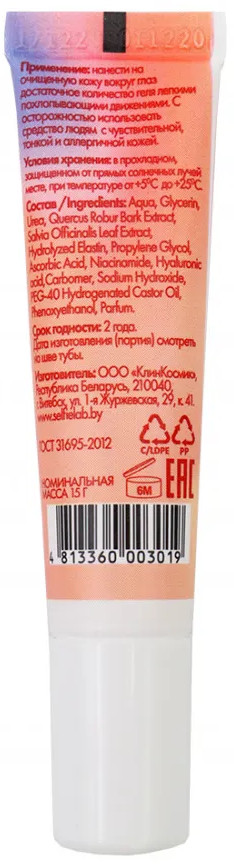 17122 011220
Применение: нанести на
очищенную кожу вокруг глаз
достаточное количество геля легкими
похлопывающими движениями. С
осторожностью использовать
средство людям с чувствительной,
тонкой и аллергичной кожей.
Условия хранения: в прохладном,
защищенном от прямых солнечных лучей
месте, при температуре от +5°С до +25°С.
Состав / Ingredients: Aqua, Glycerin,
Urea, Quercus Robur Bark Extract,
Salvia Officinalis Leaf Extract,
Hydrolyzed Elastin, Propylene Glycol,
Ascorbic Acid, Niacinamide, Hyaluronic
acid, Carbomer, Sodium Hydroxide,
PEG-40 Hydrogenated Castor Oil,
Phenoxyethanol, Parfum.
Срок годности: 2 года.
Дата изготовления (партия) смотреть
на шве тубы.
Изготовитель: ООО «КлинКосмик»,
Республика Беларусь, 210040,
г. Витебск, ул. 1-я Журжевская, 29, к. 41.
www.selfielab.by
ГОСТ 31695-2012
C/LDPE PP
НОМИНАЛЬНАЯ
МАССА 15 Г
6M
EAC
4 813360 003019